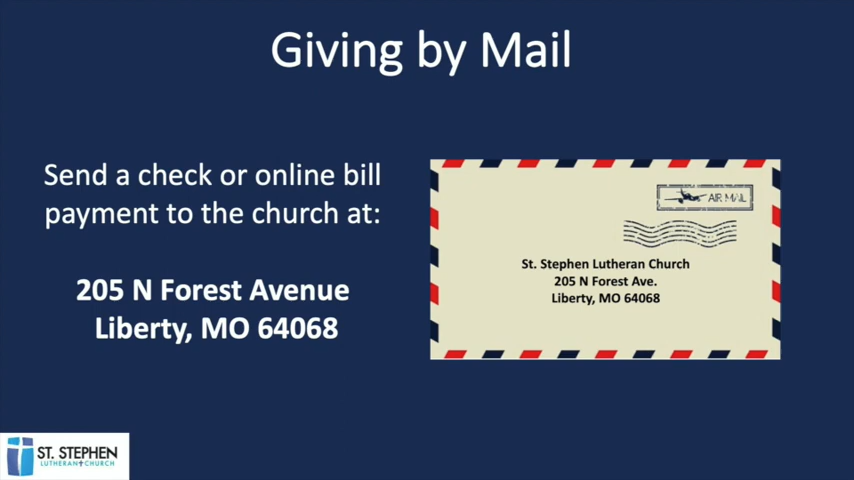 Giving by Mail
Send a check or online bill
payment to the church at:
205 N Forest Avenue
Liberty, MO 64068
AIR MAIL
St. Stephen Lutheran Church
205 N Forest Ave.
Liberty, MO 64068
ST. STEPHEN
LUTHERAN CHURCH